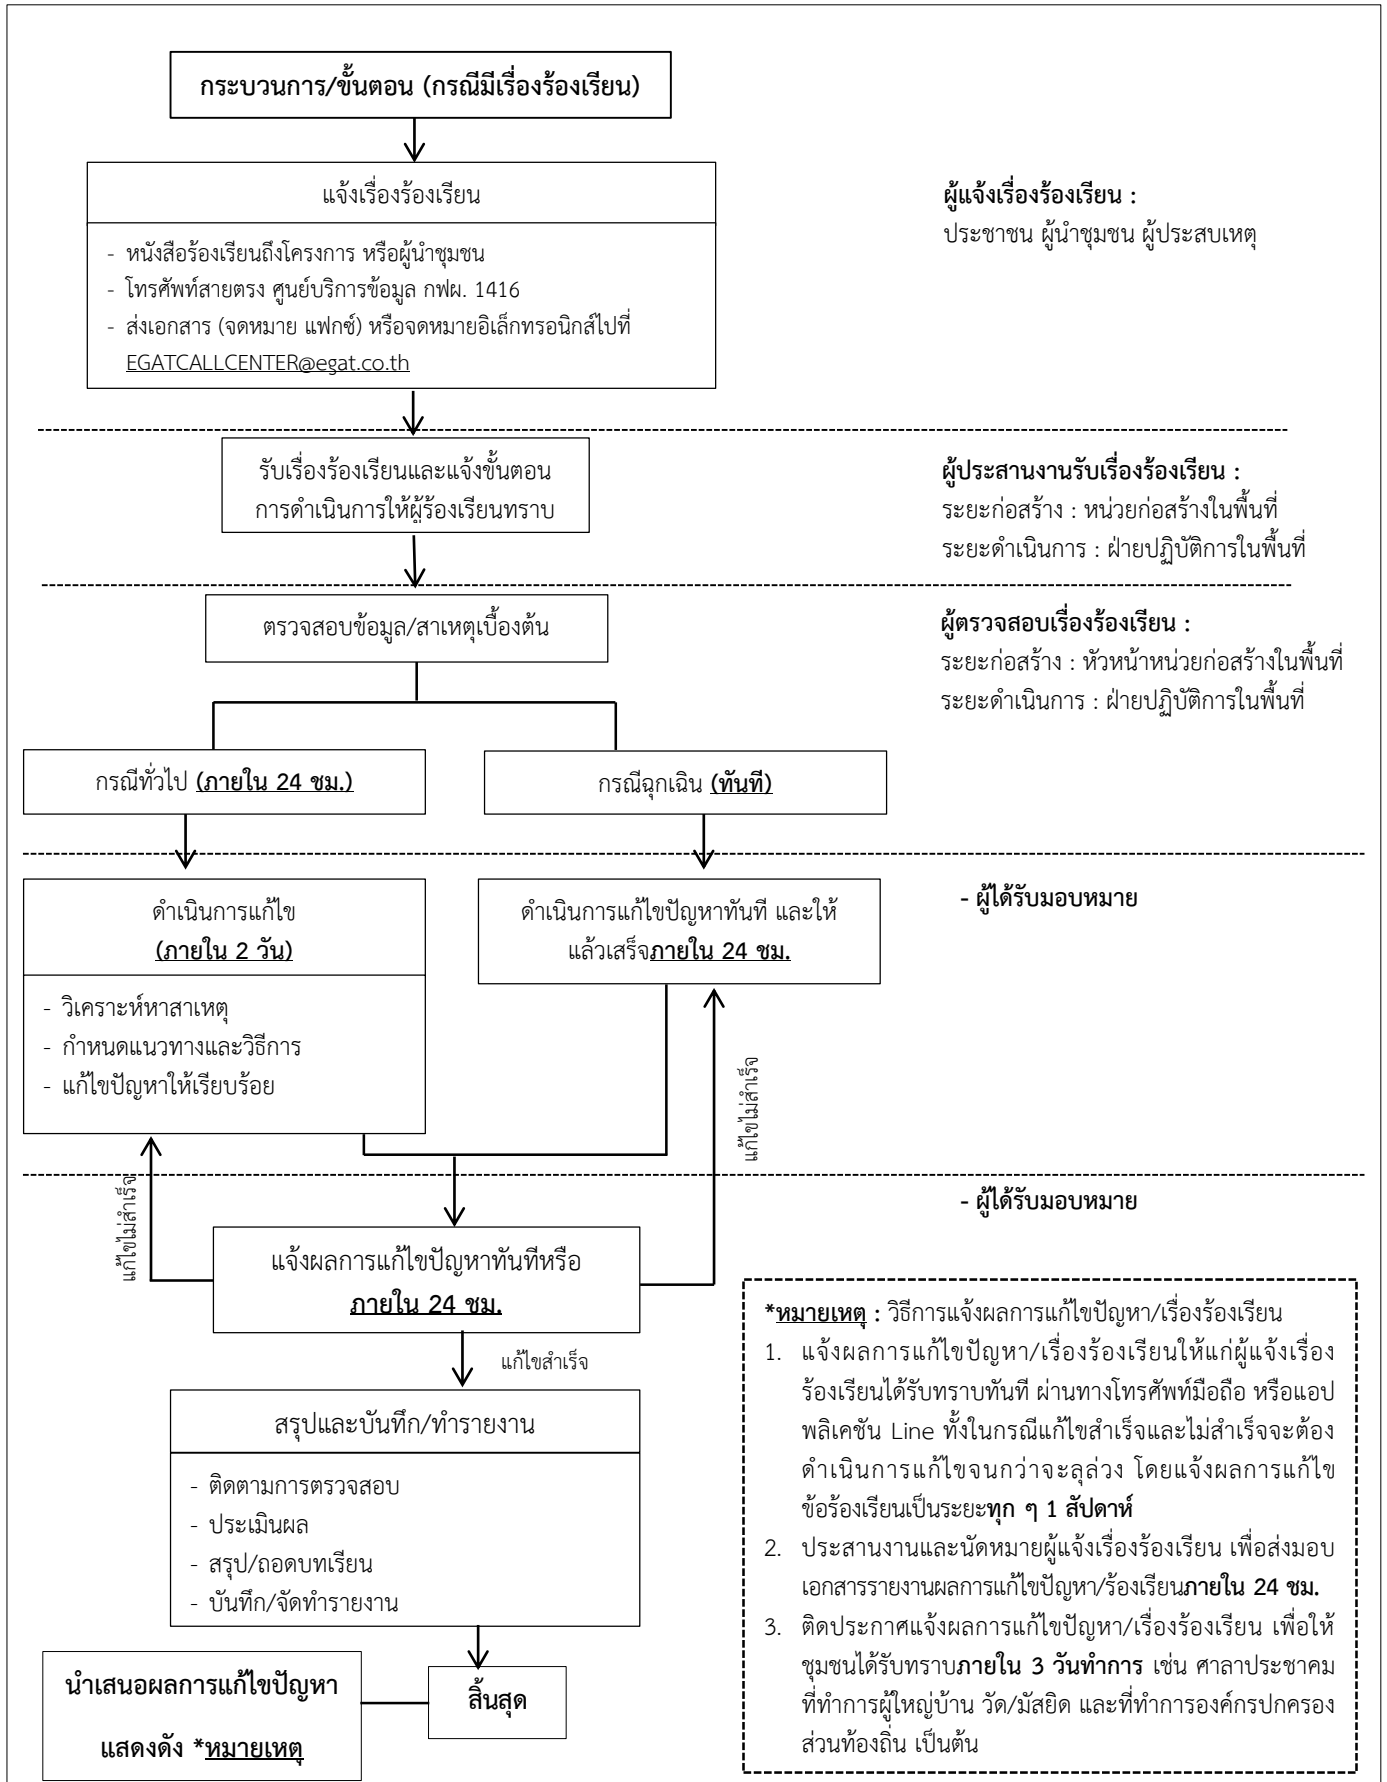 กระบวนการ/ขั้นตอน (กรณีมีเรื่องร้องเรียน)
แจ้งเรื่องร้องเรียน
- หนังสือร้องเรียนถึงโครงการ หรือผู้นำชุมชน
- โทรศัพท์สายตรง ศูนย์บริการข้อมูล กฟผ. 1416
- ส่งเอกสาร (จดหมาย แฟกซ์) หรือจดหมายอิเล็กทรอนิกส์ไปที่
EGATCALLCENTER@egat.co.th
ผู้แจ้งเรื่องร้องเรียน :
ประชาชน ผู้นำชุมชน ผู้ประสบเหตุ
รับเรื่องร้องเรียนและแจ้งขั้นตอน
การดำเนินการให้ผู้ร้องเรียนทราบ
ผู้ประสานงานรับเรื่องร้องเรียน :
ระยะก่อสร้าง : หน่วยก่อสร้างในพื้นที่
ระยะดำเนินการ : ฝ่ายปฏิบัติการในพื้นที่
ตรวจสอบข้อมูล/สาเหตุเบื้องต้น
ผู้ตรวจสอบเรื่องร้องเรียน :
ระยะก่อสร้าง : หัวหน้าหน่วยก่อสร้างในพื้นที่
ระยะดำเนินการ : ฝ่ายปฏิบัติการในพื้นที่
กรณีทั่วไป (ภายใน 24 ชม.)
กรณีฉุกเฉิน (ทันที)
ดำเนินการแก้ไข
(ภายใน 2 วัน)
- วิเคราะห์หาสาเหตุ
- กำหนดแนวทางและวิธีการ
- แก้ไขปัญหาให้เรียบร้อย
ดำเนินการแก้ไขปัญหาทันที และให้
แล้วเสร็จภายใน 24 ชม.
- ผู้ได้รับมอบหมาย
แก้ไขไม่สำเร็จ
แก้ไขไม่สำเร็จ
- ผู้ได้รับมอบหมาย
แจ้งผลการแก้ไขปัญหาทันทีหรือ
ภายใน 24 ชม.
แก้ไขสำเร็จ
สรุปและบันทึก/ทำรายงาน
- ติดตามการตรวจสอบ
- ประเมินผล
- สรุป/ถอดบทเรียน
- บันทึก/จัดทำรายงาน
สิ้นสุด
นำเสนอผลการแก้ไขปัญหา
แสดงดัง *หมายเหตุ
*หมายเหตุ : วิธีการแจ้งผลการแก้ไขปัญหา/เรื่องร้องเรียน
1. แจ้งผลการแก้ไขปัญหา/เรื่องร้องเรียนให้แก่ผู้แจ้งเรื่อง
ร้องเรียนได้รับทราบทันที ผ่านทางโทรศัพท์มือถือ หรือแอป
พลิเคชัน Line ทั้งในกรณีแก้ไขสำเร็จและไม่สำเร็จจะต้อง
ดำเนินการแก้ไขจนกว่าจะลุล่วง โดยแจ้งผลการแก้ไข
ข้อร้องเรียนเป็นระยะทุก ๆ 1 สัปดาห์
2. ประสานงานและนัดหมายผู้แจ้งเรื่องร้องเรียน เพื่อส่งมอบ
เอกสารรายงานผลการแก้ไขปัญหา/ร้องเรียนภายใน 24 ชม.
3. ติดประกาศแจ้งผลการแก้ไขปัญหา/เรื่องร้องเรียน เพื่อให้
ชุมชนได้รับทราบภายใน 3 วันทำการ เช่น ศาลาประชาคม
ที่ทำการผู้ใหญ่บ้าน วัด/มัสยิด และที่ทำการองค์กรปกครอง
ส่วนท้องถิ่น เป็นต้น